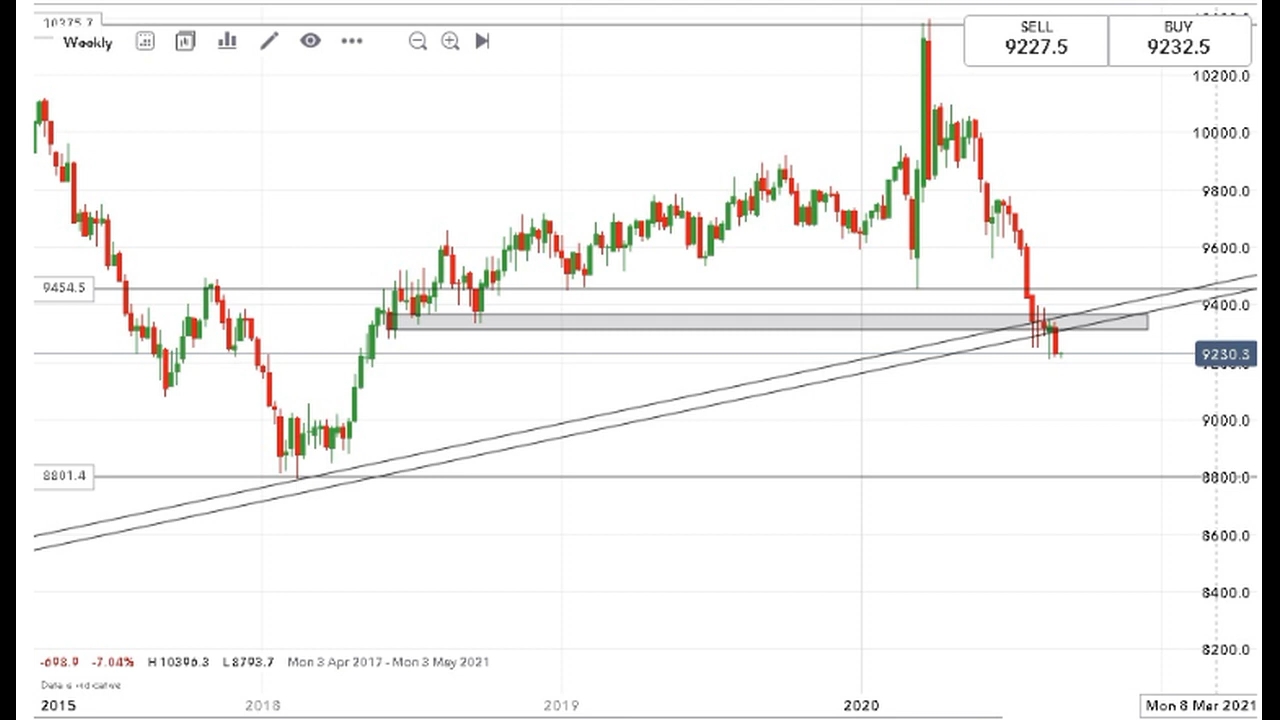 10375.7
Weekly
SELL
9227.5
BUY
9232.5
10200.0
10000.0
9800.0
9600.0
9454.5
9400.0
9230.3
9000.0
8801.4
8800.0
8600.0
8400.0
8200.0
-698.9 -7.04% H 10396.3 L 8793.7 Mon 3 Apr 2017 - Mon 3 May 2021
Data is indicative
2015 2018 2019 2020 Mon 8 Mar 2021